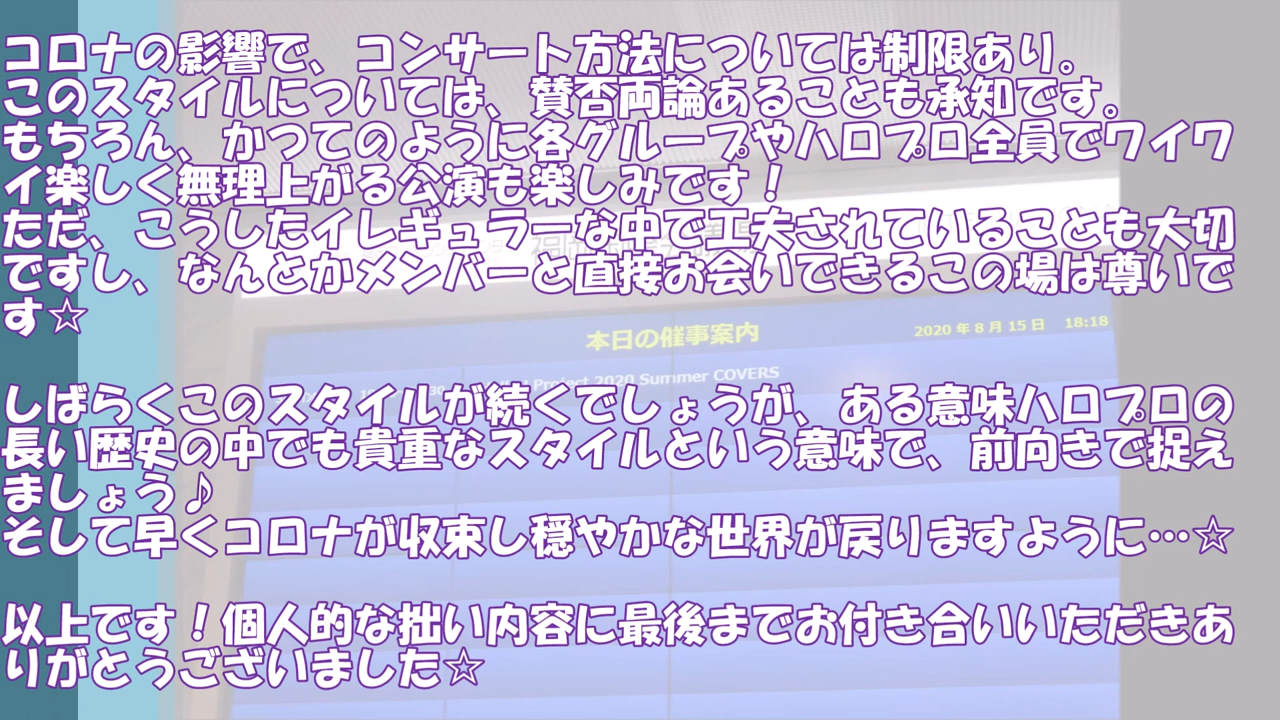 コロナの影響で、コンサート方法については制限あり。
このスタイルについては、賛否両論あることも承知です。
もちろん、かつてのように各グループやハロプロ全員でワイワ
イ楽しく無理上がる公演も楽しみです！
ただ、こうしたイレギュラーな中で工夫されていることも大切
ですし、なんとかメンバーと直接お会いできるこの場は尊いで
す☆
本日の催事案内
2020年8月15日 18:18
Project 2020 Summer COVERS
しばらくこのスタイルが続くでしょうが、ある意味ハロプロの
長い歴史の中でも貴重なスタイルという意味で、前向きで捉え
ましょう♪
そして早くコロナが収束し穏やかな世界が戻りますように…☆
以上です！個人的な拙い内容に最後までお付き合いいただきあ
りがとうございました☆